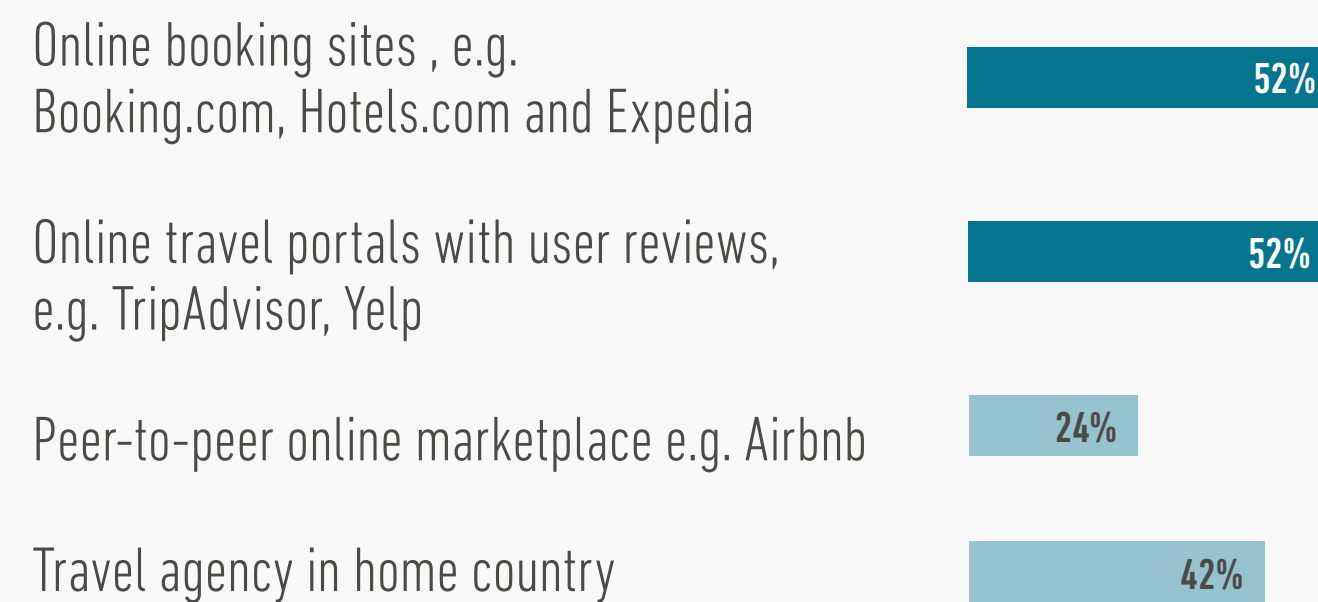 Online booking sites , e.g.
Booking.com, Hotels.com and Expedia
52%
Online travel portals with user reviews,
e.g. TripAdvisor, Yelp
52%
Peer-to-peer online marketplace e.g. Airbnb
24%
Travel agency in home country
42%